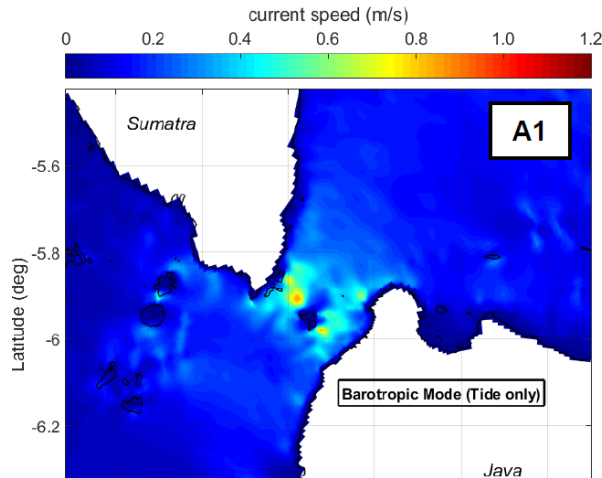 current speed (m/s)
0 0.2 0.4 0.6 0.8 1.0 1.2
Sumatra
A1
-5.6
-5.8
Latitude (deg)
-6
Barotropic Mode (Tide only)
-6.2
Java